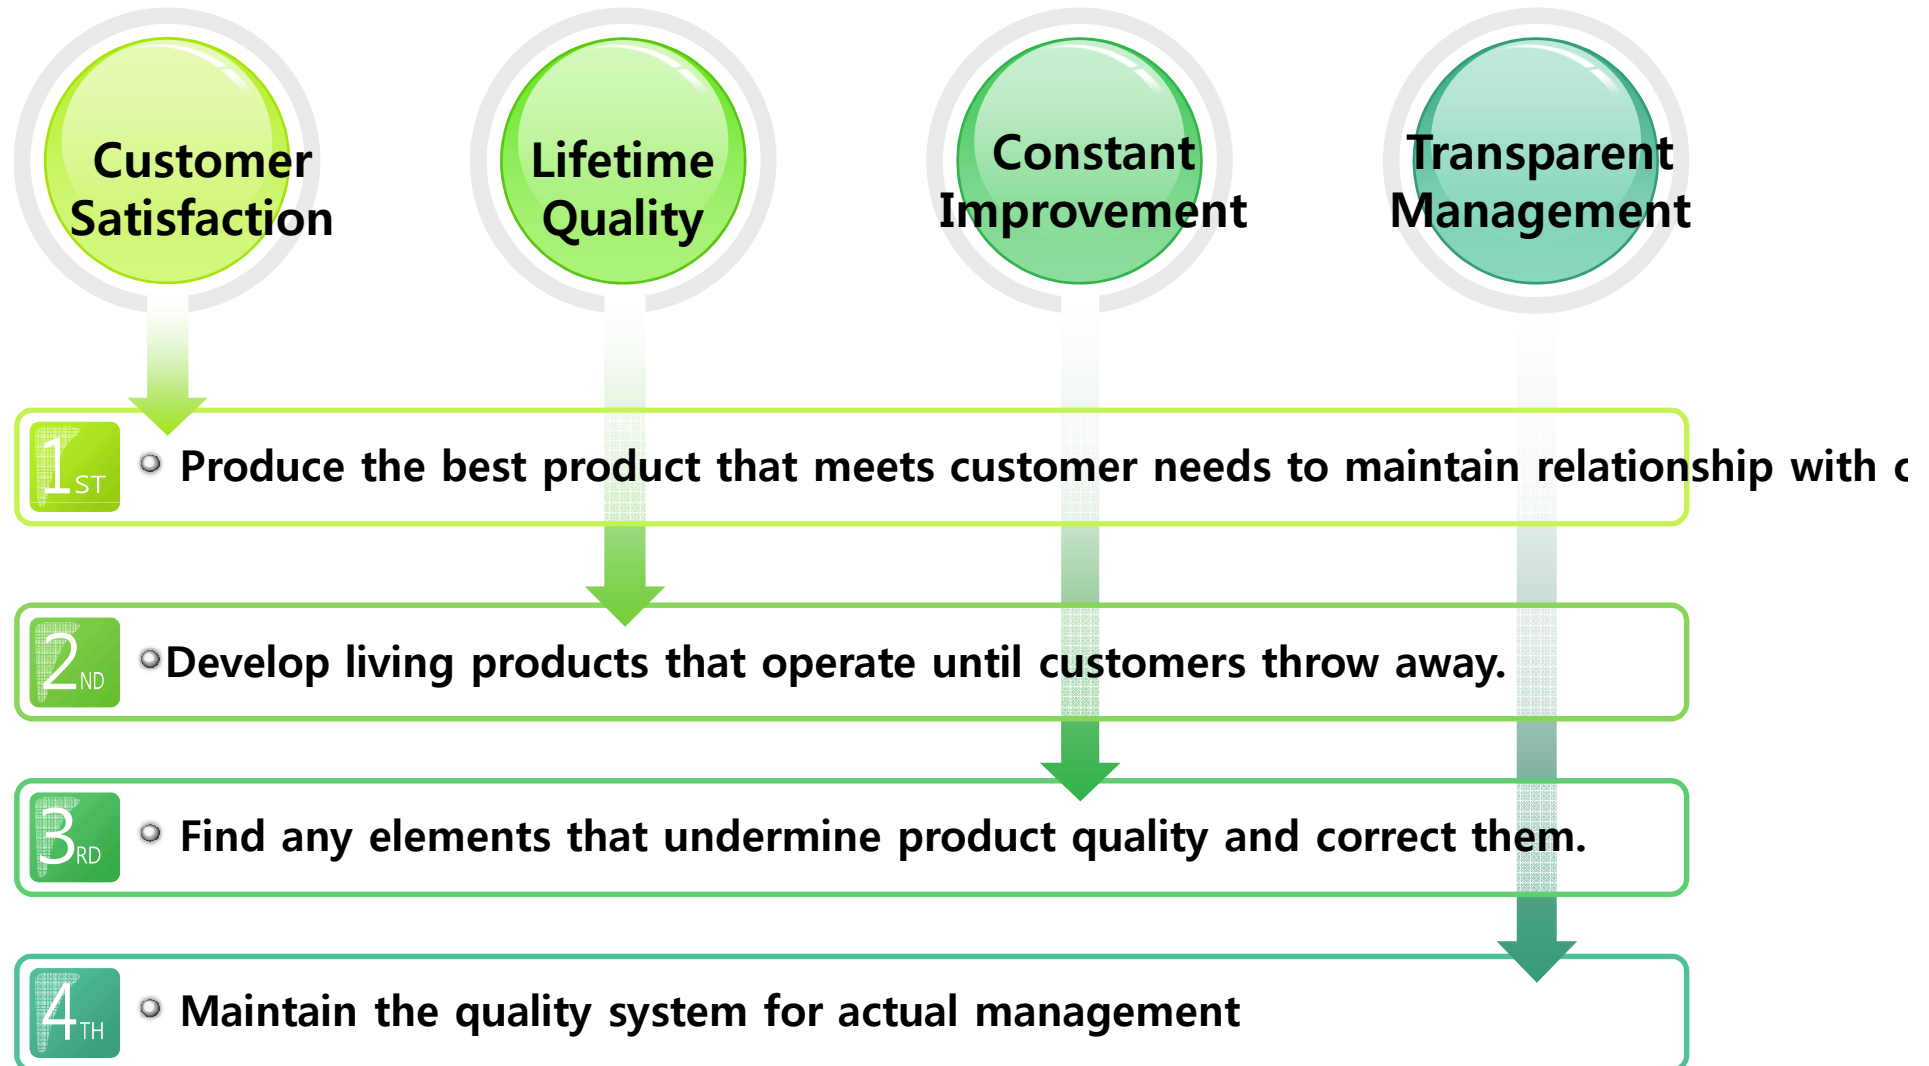 Customer
Satisfaction
Lifetime
Quality
Constant
Improvement
Transparent
Management
1ST Produce the best product that meets customer needs to maintain relationship with
2ND Develop living products that operate until customers throw away.
3RD Find any elements that undermine product quality and correct them.
4TH Maintain the quality system for actual management